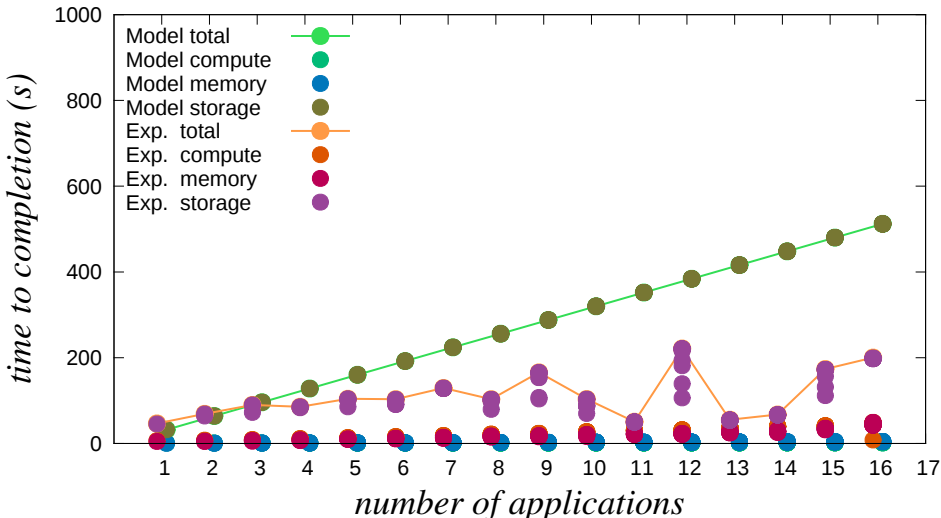 1000
800
600
400
200
0
time to completion (s)
Model total
Model compute
Model memory
Model storage
Exp. total
Exp. compute
Exp. memory
Exp. storage
1 2 3 4 5 6 7 8 9 10 11 12 13 14 15 16 17
number of applications